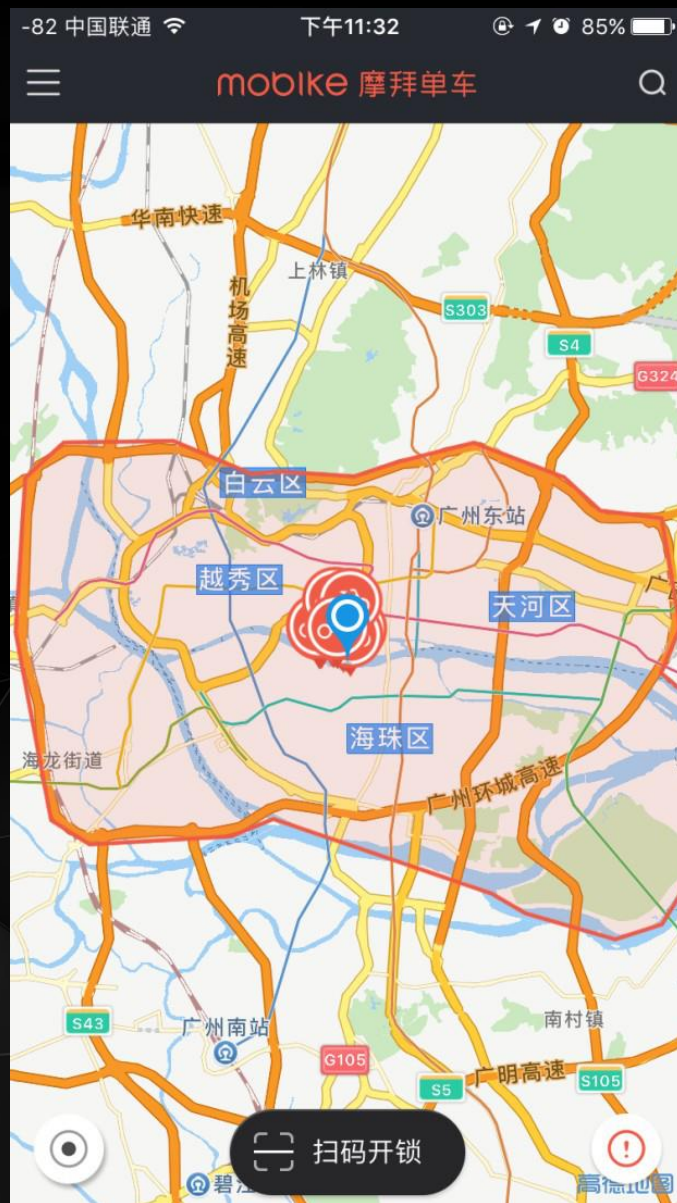 -82 中国联通 下午11:32 85%
mobike 摩拜单车
华南快速
上林镇
机场高速
S303
S4
G324
白云区
广州东站
越秀区
天河区
海珠区
海龙街道
广州环城高速
S43
广州南站
南村镇
G105
广明高速
S5
S105
扫码开锁
碧江
高德地图